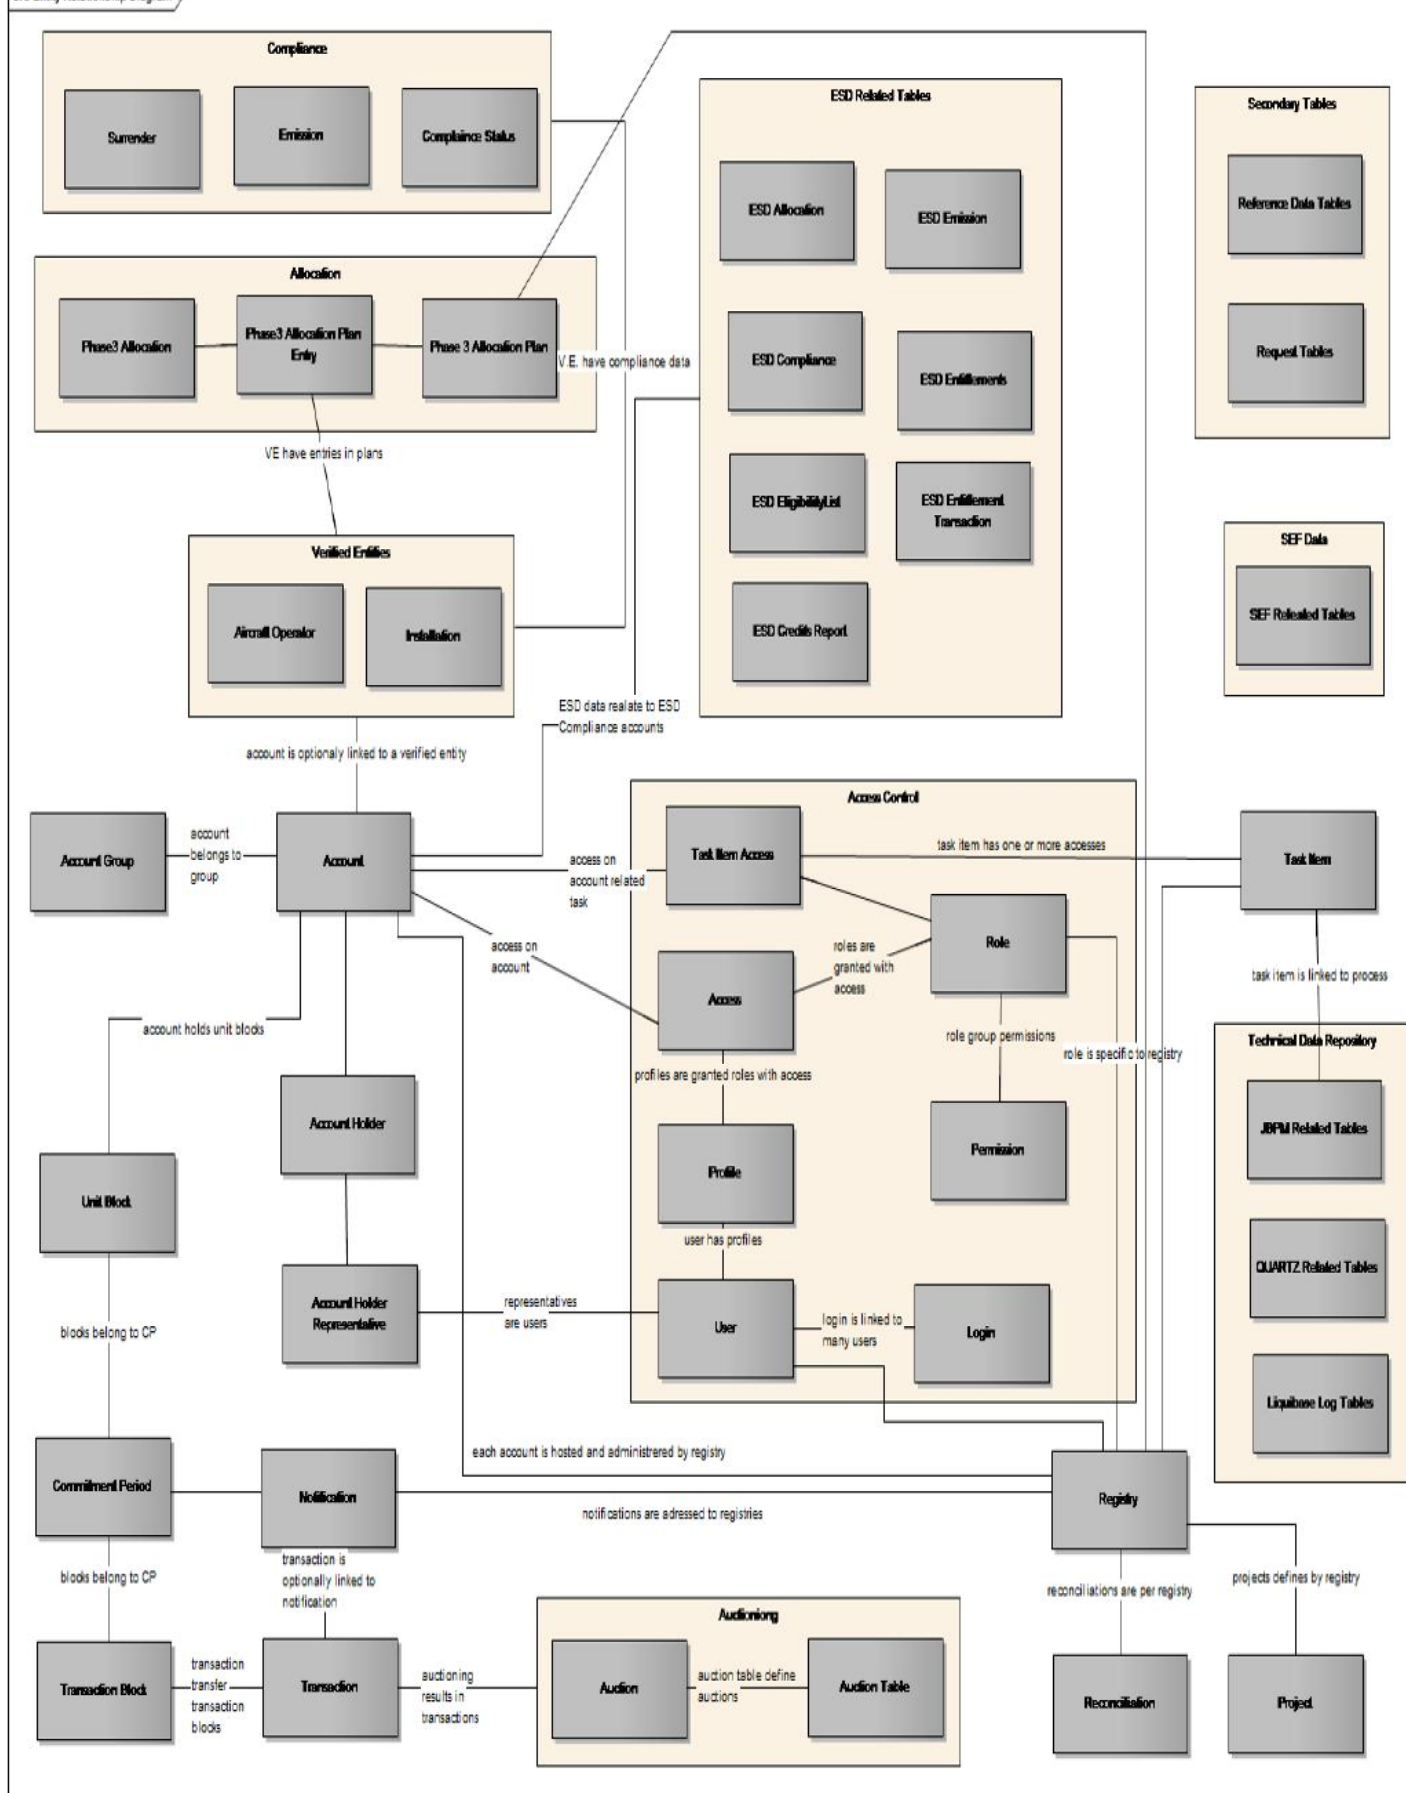 Compliance
Surrender
Emission
Complaince Status
Allocation
Phase3 Allocation
Phase3 Allocation Plan
Entry
Phase 3 Allocation Plan
V.E. have compliance data
VE have entries in plans
Verified Entities
Aircraft Operator
Installation
ESD Related Tables
ESD Allocation
ESD Emission
ESD Compliance
ESD Entitlements
ESD EligibilityList
ESD Entitlement
Transaction
ESD Credits Report
Secondary Tables
Reference Data Tables
Request Tables
SEF Data
SEF Releated Tables
ESD data realate to ESD
Compliance accounts
account is optionaly linked to a verified entity
Account Group
account
belongs to
group
Account
access on
account related
task
access on
account
Access Control
Task Item Access
task item has one or more accesses
Task Item
Role
roles are
granted with
access
Access
role group permissions
role is specific to registry
task item is linked to process
profiles are granted roles with access
Permission
Profile
user has profiles
User
login is linked to
many users
Login
Technical Data Repository
JBPM Related Tables
QUARTZ Related Tables
Liquibase Log Tables
account holds unit blocks
Account Holder
Unit Block
Account Holder
Representative
representatives
are users
blocks belong to CP
each account is hosted and administrered by registry
Commitment Period
Notification
notifications are adressed to registries
Registry
blocks belong to CP
transaction is
optionally linked to
notification
reconciliations are per registry
projects defines by registry
Transaction Block
transaction
transfer
transaction
blocks
Transaction
auctioning
results in
transactions
Auctioniong
Auction
auction table define
auctions
Auction Table
Reconciliation
Project